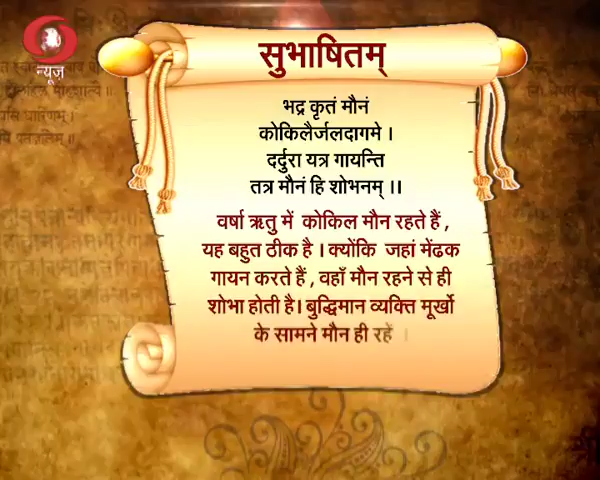 न्यूज़
सुभाषितम्
भद्र कृतं मौनं
कोकिलैर्जलदागमे ।
दर्दुरा यत्र गायन्ति
तत्र मौनं हि शोभनम् ॥
वर्षा ऋतु में कोकिल मौन रहते हैं ,
यह बहुत ठीक है । क्योंकि जहां मेंढक
गायन करते हैं , वहाँ मौन रहने से ही
शोभा होती है। बुद्धिमान व्यक्ति मूर्खो
के सामने मौन ही रहें ।